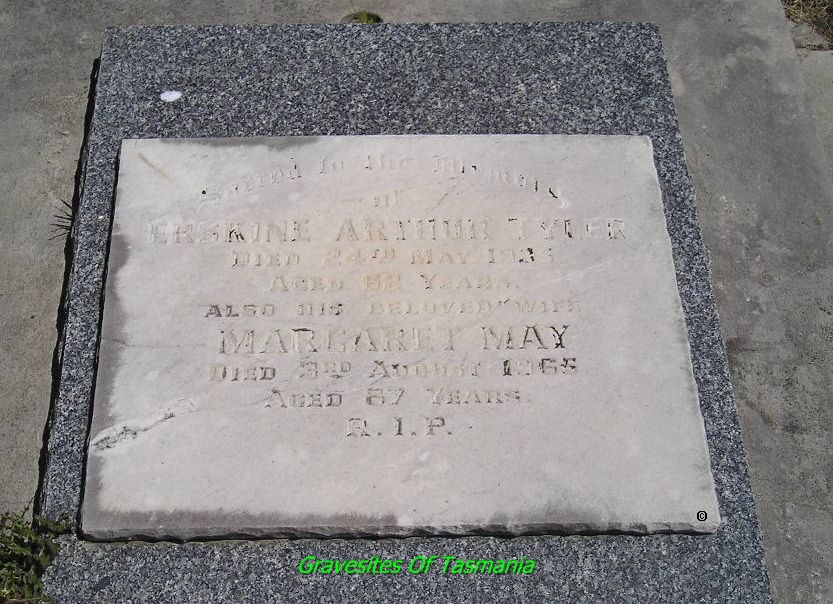 Sacred to the Memory
of
ERSKINE ARTHUR TYLER
DIED 24TH MAY
AGED 62 YEARS.
ALSO HIS BELOVED WIFE
MARGARET MAY
DIED 3RD AUGUST 1965
AGED 87 YEARS.
R.I.P.
©
Gravesites Of Tasmania